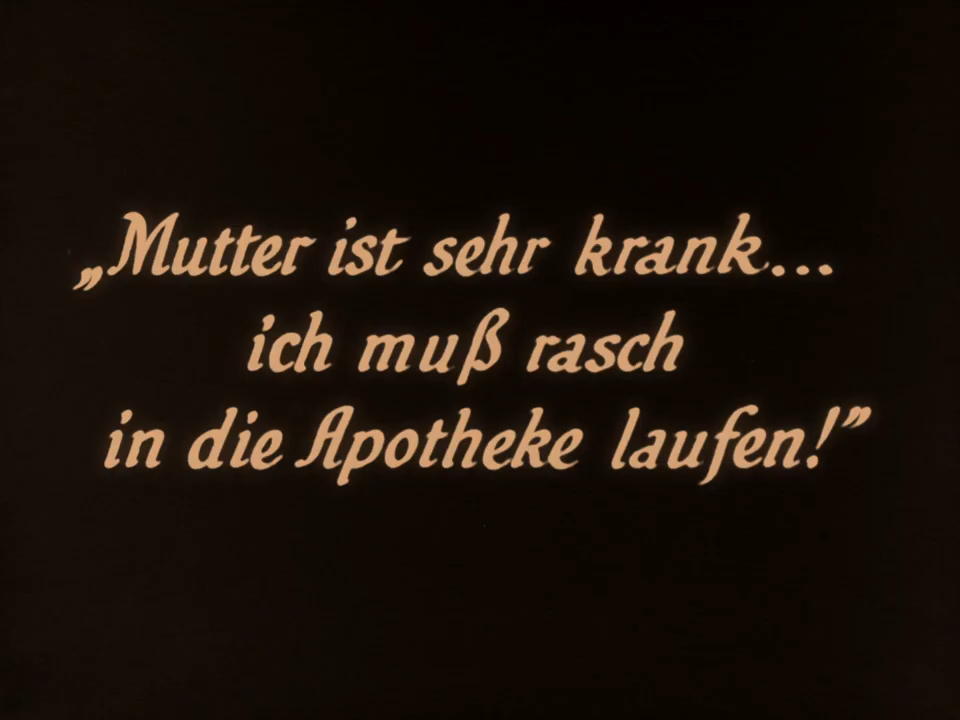 „Mutter ist sehr krank...
ich muß rasch
in die Apotheke laufen!”